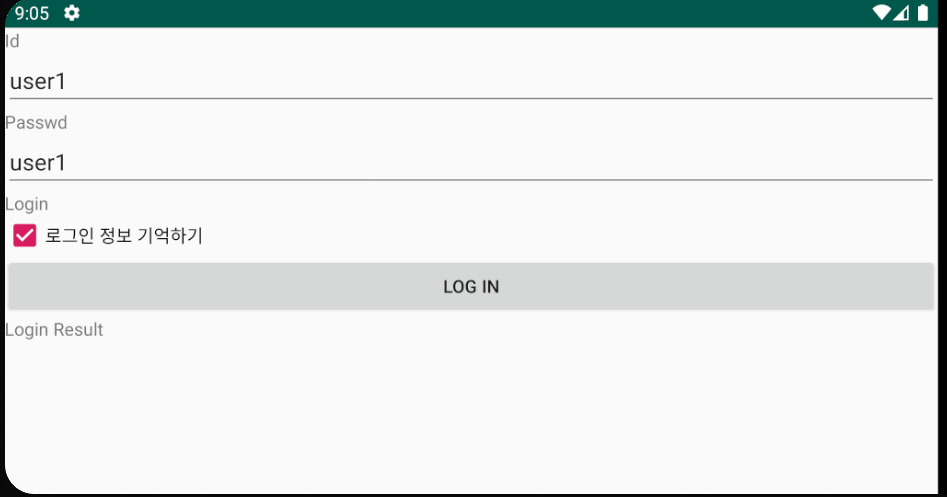 9:05
Id
user1
Passwd
user1
Login
로그인 정보 기억하기
LOG IN
Login Result